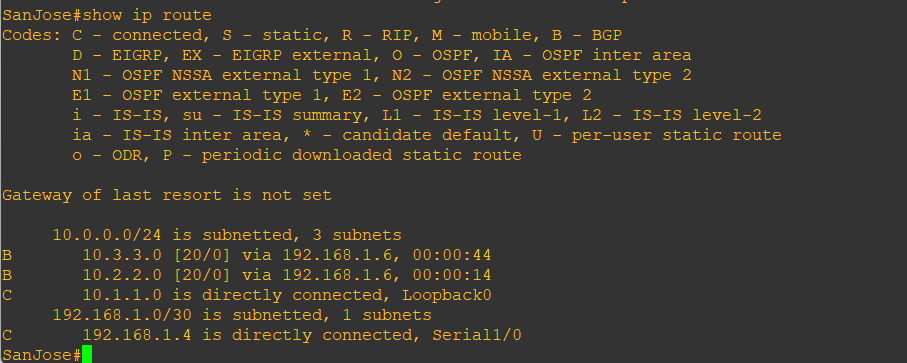 SanJose#show ip route
Codes: C - connected, S - static, R - RIP, M - mobile, B - BGP
       D - EIGRP, EX - EIGRP external, O - OSPF, IA - OSPF inter area
       N1 - OSPF NSSA external type 1, N2 - OSPF NSSA external type 2
       E1 - OSPF external type 1, E2 - OSPF external type 2
       i - IS-IS, su - IS-IS summary, L1 - IS-IS level-1, L2 - IS-IS level-2
       ia - IS-IS inter area, * - candidate default, U - per-user static route
       o - ODR, P - periodic downloaded static route

Gateway of last resort is not set

     10.0.0.0/24 is subnetted, 3 subnets
B       10.3.3.0 [20/0] via 192.168.1.6, 00:00:44
B       10.2.2.0 [20/0] via 192.168.1.6, 00:00:14
C       10.1.1.0 is directly connected, Loopback0
     192.168.1.0/30 is subnetted, 1 subnets
C       192.168.1.4 is directly connected, Serial1/0
SanJose#